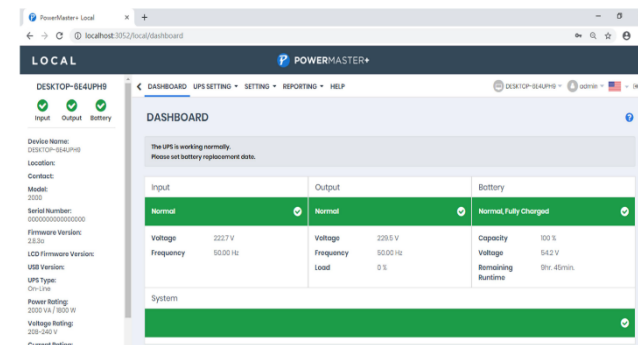 PowerMaster+ Local
localhost:3052/local/dashboard
LOCAL
POWERMASTER+
DESKTOP-6E4UPH9
DASHBOARD UPS SETTING SETTING REPORTING HELP
DESKTOP-6E4UPH9 admin
Input Output Battery
DASHBOARD
Device Name:
DESKTOP-6E4UPH9
Location:
Contact:
Model:
2000
Serial Number:
000000000000000
Firmware Version:
2.8.3a
LCD Firmware Version:
USB Version:
UPS Type:
On-Line
Power Rating:
2000 VA / 1800 W
Voltage Rating:
208-240 V
Current Rating:
The UPS is working normally.
Please set battery replacement date.
Input Output Battery
Normal Normal Normal, Fully Charged
Voltage 222.7 V Voltage 229.5 V Capacity 100 %
Frequency 50.00 Hz Frequency 50.00 Hz Voltage 54.2 V
Load 0 % Remaining Runtime 9hr. 45min.
System